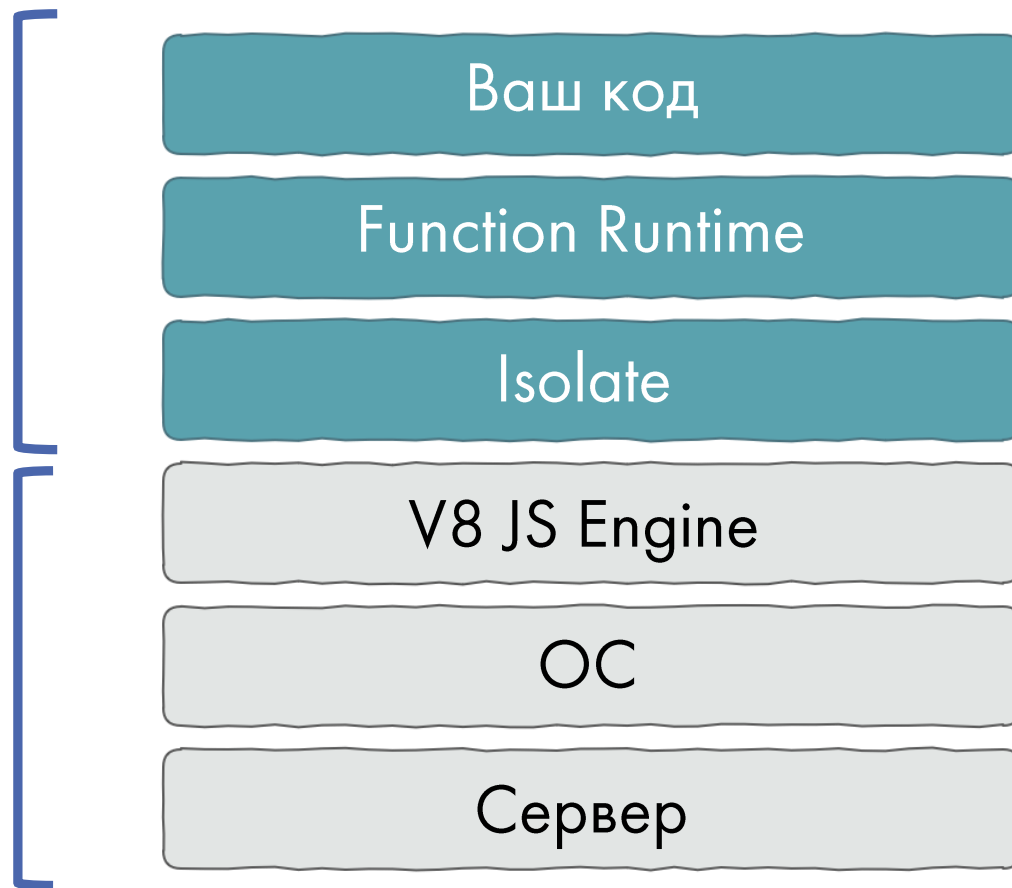 Ваш код
Function Runtime
Isolate
V8 JS Engine
ОС
Сервер